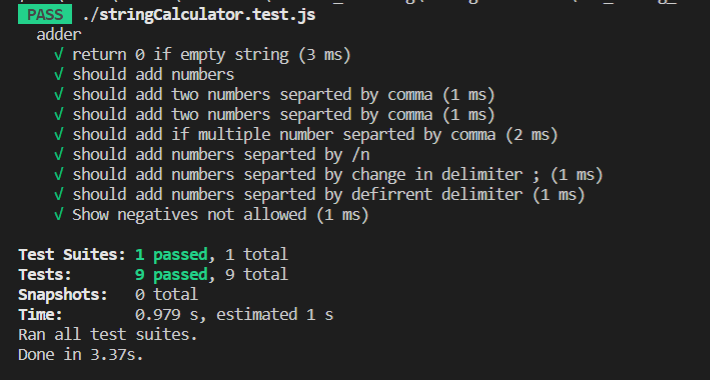 PASS ./stringCalculator.test.js
adder
√ return 0 if empty string (3 ms)
√ should add numbers
√ should add two numbers separted by comma (1 ms)
√ should add two numbers separted by comma (1 ms)
√ should add if multiple number separted by comma (2 ms)
√ should add numbers separted by /n
√ should add numbers separted by change in delimiter ; (1 ms)
√ should add numbers separted by defirrent delimiter (1 ms)
√ Show negatives not allowed (1 ms)
Test Suites: 1 passed, 1 total
Tests: 9 passed, 9 total
Snapshots: 0 total
Time: 0.979 s, estimated 1 s
Ran all test suites.
Done in 3.37s.